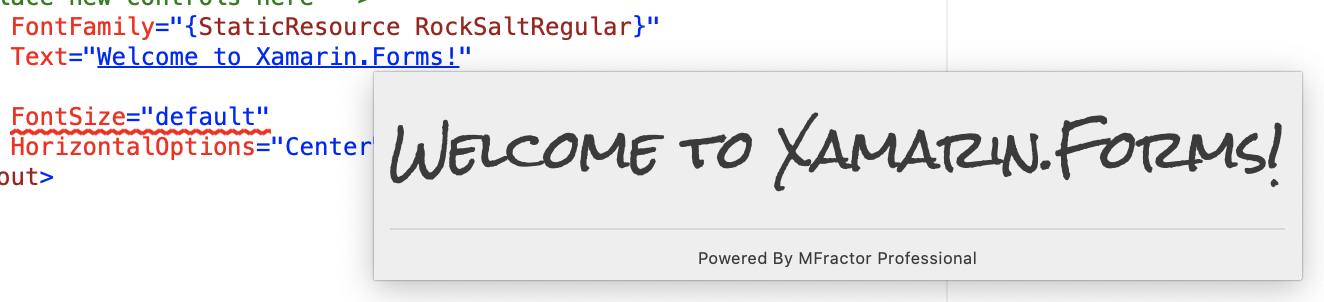 place new controls here -->
FontFamily="{StaticResource RockSaltRegular}"
Text="Welcome to Xamarin.Forms!"
FontSize="default"
HorizontalOptions="Center"
out>
Welcome to Xamarin.Forms!
Powered By MFractor Professional